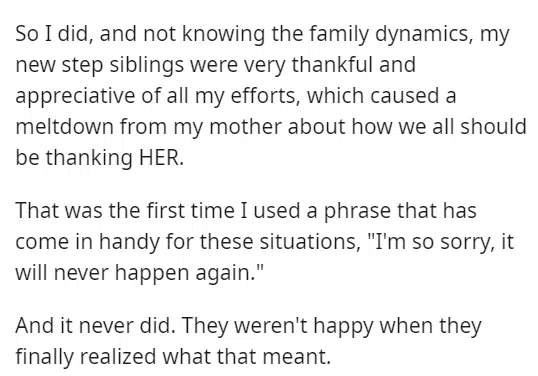 So I did, and not knowing the family dynamics, my
new step siblings were very thankful and
appreciative of all my efforts, which caused a
meltdown from my mother about how we all should
be thanking HER.
That was the first time I used a phrase that has
come in handy for these situations, "I'm so sorry, it
will never happen again."
And it never did. They weren't happy when they
finally realized what that meant.